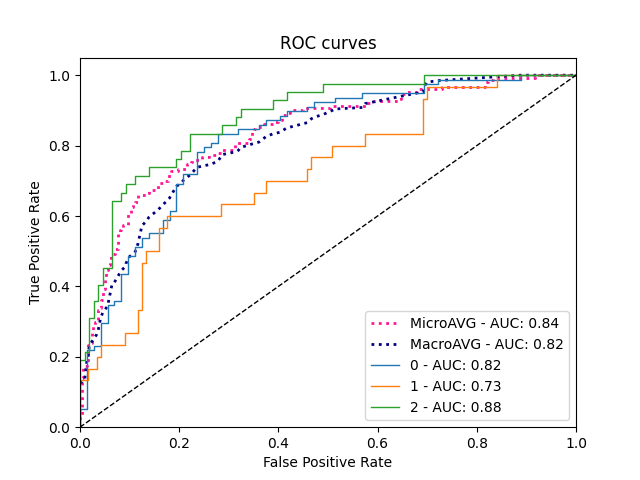 ROC curves
True Positive Rate
1.0
0.8
0.6
0.4
0.2
0.0
MicroAVG - AUC: 0.84
MacroAVG - AUC: 0.82
0 - AUC: 0.82
1 - AUC: 0.73
2 - AUC: 0.88
0.0 0.2 0.4 0.6 0.8 1.0
False Positive Rate